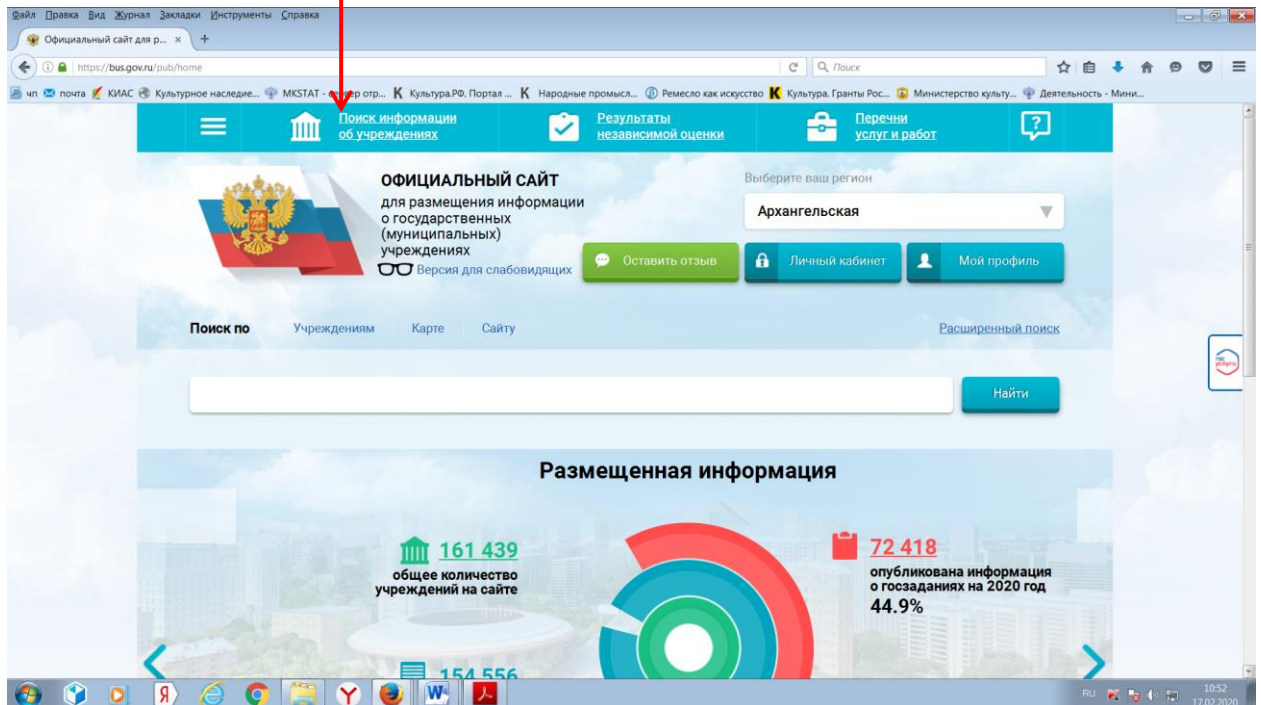 Файл Правка Вид Журнал Закладки Инструменты Справка
Официальный сайт для р... × +
https://bus.gov.ru/pub/home
Поиск
чп почта КИАС Культурное наследие... MKSTAT - сервер отр... Культура.РФ. Портал ... Народные промысл... Ремесло как искусство Культура. Гранты Рос... Министерство культу... Деятельность - Мини...
Поиск информации
об учреждениях
Результаты
независимой оценки
Перечни
услуг и работ
?
ОФИЦИАЛЬНЫЙ САЙТ
для размещения информации
о государственных
(муниципальных)
учреждениях
Версия для слабовидящих
Выберите ваш регион
Архангельская
Оставить отзыв
Личный кабинет
Мой профиль
Поиск по Учреждениям Карте Сайту
Расширенный поиск
Найти
гос
услуги
Размещенная информация
161 439
общее количество
учреждений на сайте
72 418
опубликована информация
о госзаданиях на 2020 год
44.9%
154 556
RU
10:52
17.02.2020